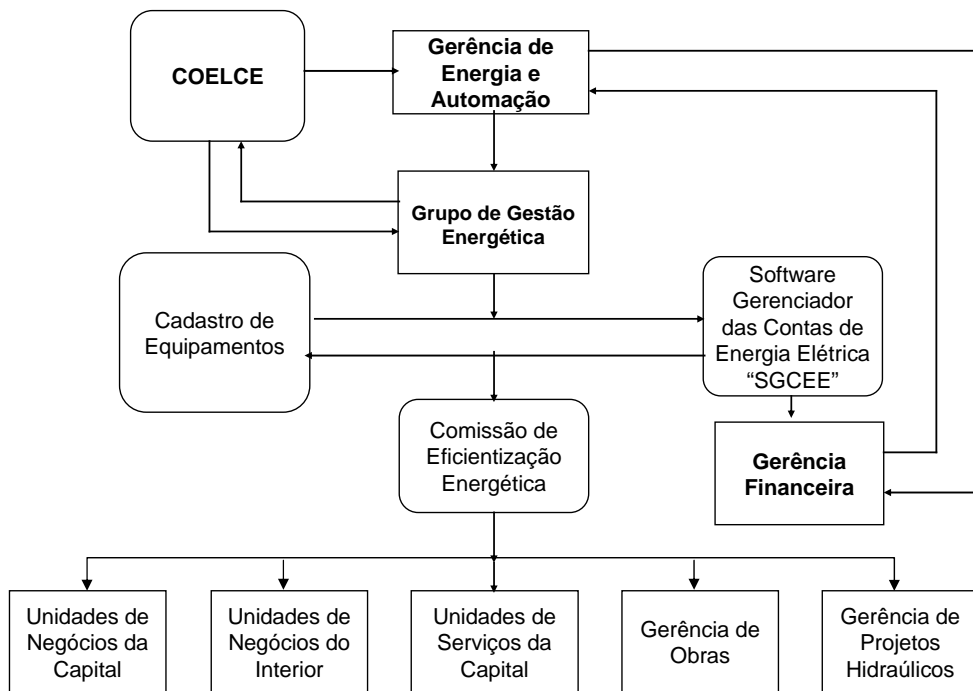 COELCE
Gerência de
Energia e
Automação
Grupo de Gestão
Energética
Cadastro de
Equipamentos
Software
Gerenciador
das Contas de
Energia Elétrica
“SGCEE”
Comissão de
Eficientização
Energética
Gerência
Financeira
Unidades de
Negócios da
Capital
Unidades de
Negócios do
Interior
Unidades de
Serviços da
Capital
Gerência de
Obras
Gerência de
Projetos
Hidraúlicos